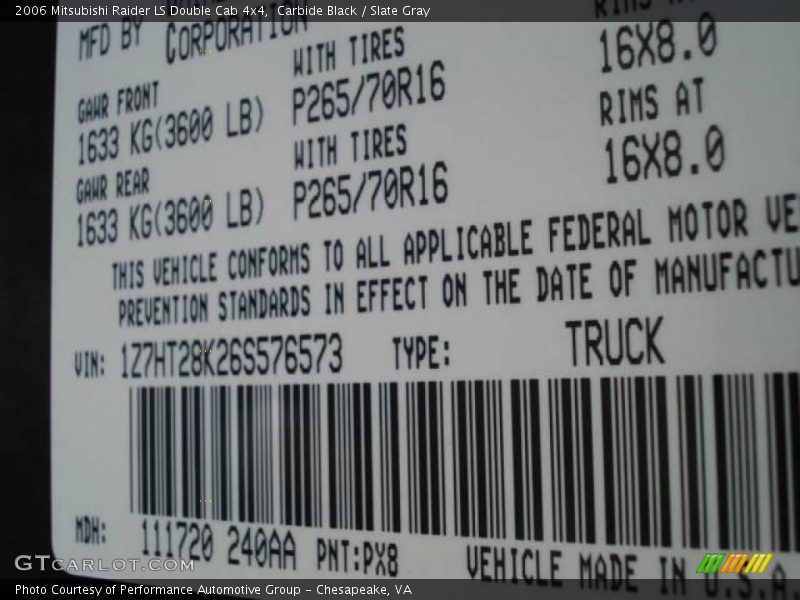 2006 Mitsubishi Raider LS Double Cab 4x4, Carbide Black / Slate Gray
MFD BY
CORPORATION
RIMS
GAWR FRONT WITH TIRES 16X8.0
1633 KG(3600 LB) P265/70R16
RIMS AT
GAWR REAR WITH TIRES 16X8.0
1633 KG(3600 LB) P265/70R16
THIS VEHICLE CONFORMS TO ALL APPLICABLE FEDERAL MOTOR VE
PREVENTION STANDARDS IN EFFECT ON THE DATE OF MANUFACTU
VIN: 1Z7HT28K26S576573 TYPE: TRUCK
MDH: 111720 240AA PNT:PX8 VEHICLE MADE IN U.S.A.
GTCARLOT.COM
Photo Courtesy of Performance Automotive Group - Chesapeake, VA